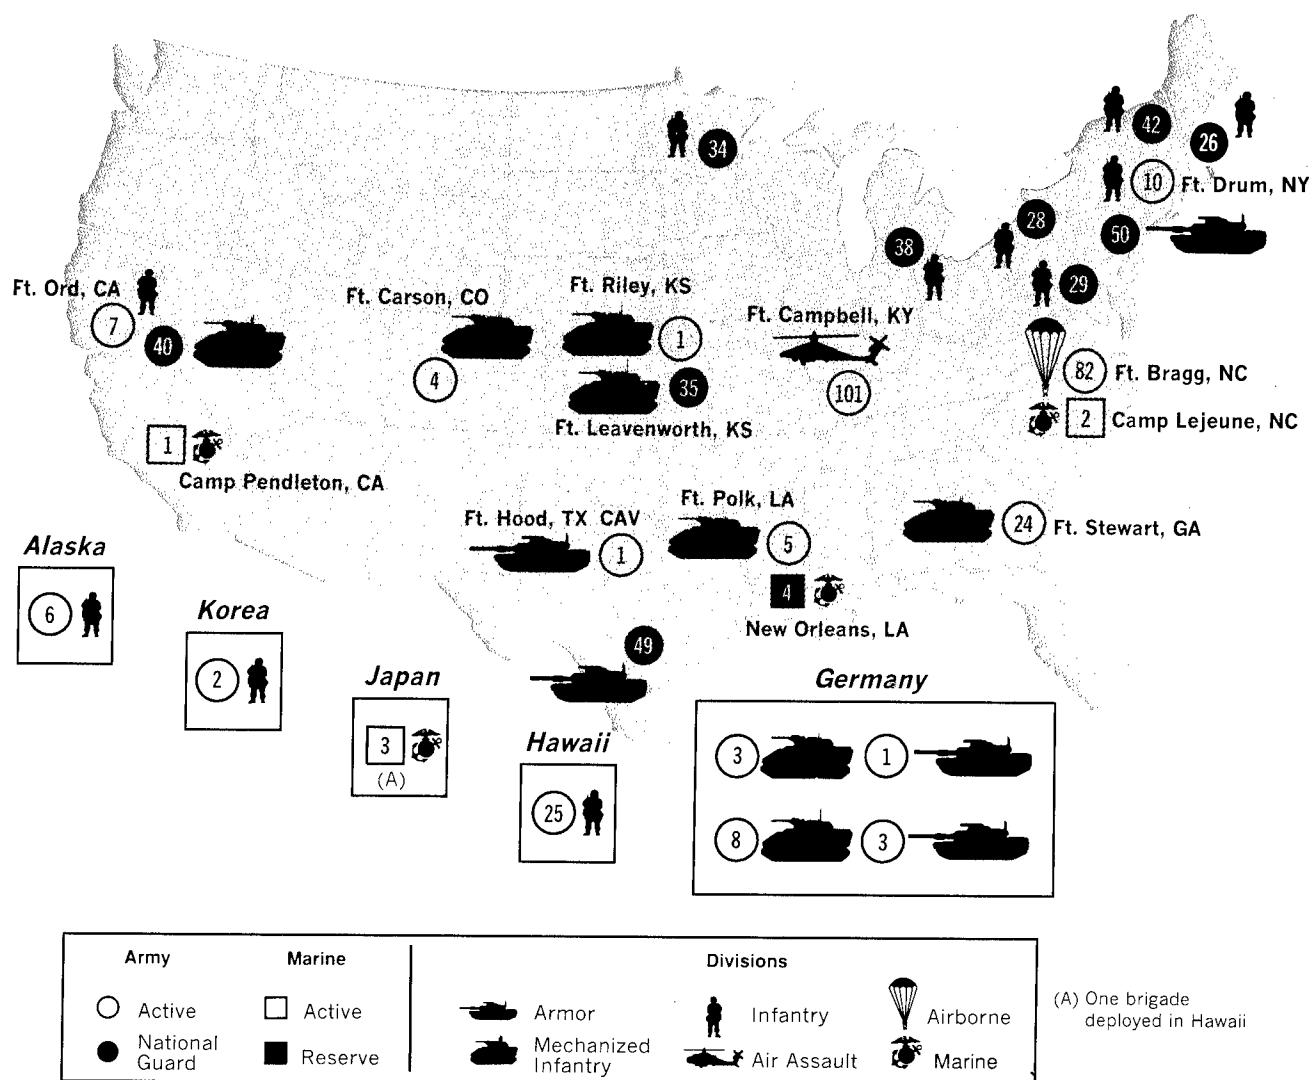 42
26
34
10 Ft. Drum, NY
28
50
38
29
Ft. Ord, CA
7
40
Ft. Carson, CO
4
Ft. Riley, KS
1
35
Ft. Leavenworth, KS
Ft. Campbell, KY
101
82 Ft. Bragg, NC
2 Camp Lejeune, NC
1
Camp Pendleton, CA
Ft. Hood, TX CAV
1
Ft. Polk, LA
5
24 Ft. Stewart, GA
4
New Orleans, LA
49
Alaska
6
Korea
2
Japan
3
(A)
Hawaii
25
Germany
3 1
8 3
Army
Active
National
Guard
Marine
Active
Reserve
Divisions
Armor
Mechanized
Infantry
Infantry
Air Assault
Airborne
Marine
(A) One brigade
deployed in Hawaii